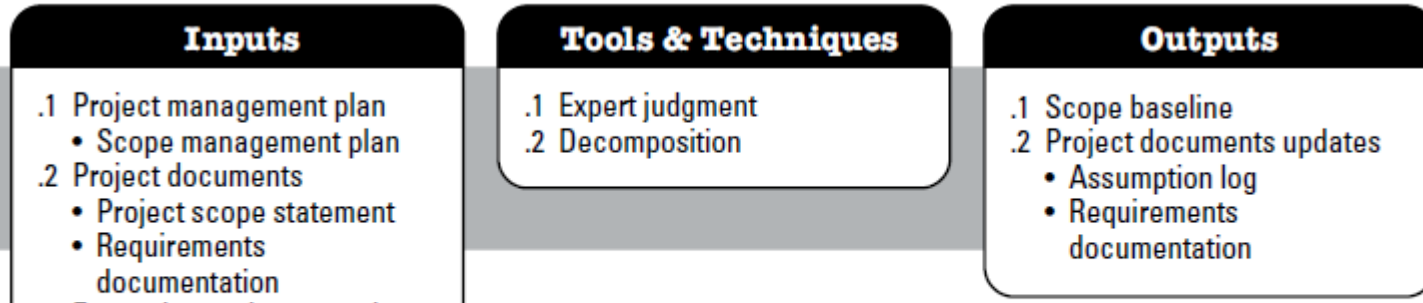 Inputs
.1 Project management plan
• Scope management plan
.2 Project documents
• Project scope statement
• Requirements
documentation
Tools & Techniques
.1 Expert judgment
.2 Decomposition
Outputs
.1 Scope baseline
.2 Project documents updates
• Assumption log
• Requirements
documentation